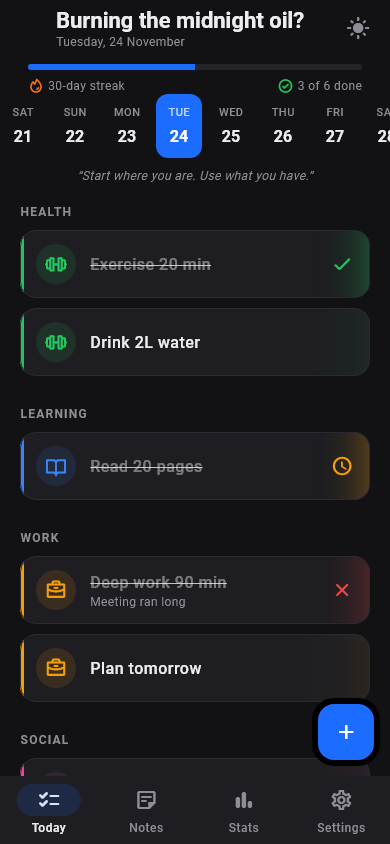 Burning the midnight oil?
Tuesday, 24 November
30-day streak
3 of 6 done
SAT SUN MON TUE WED THU FRI SA
21 22 23 24 25 26 27 28
“Start where you are. Use what you have.”
HEALTH
Exercise 20 min
Drink 2L water
LEARNING
Read 20 pages
WORK
Deep work 90 min
Meeting ran long
Plan tomorrow
SOCIAL
Today Notes Stats Settings